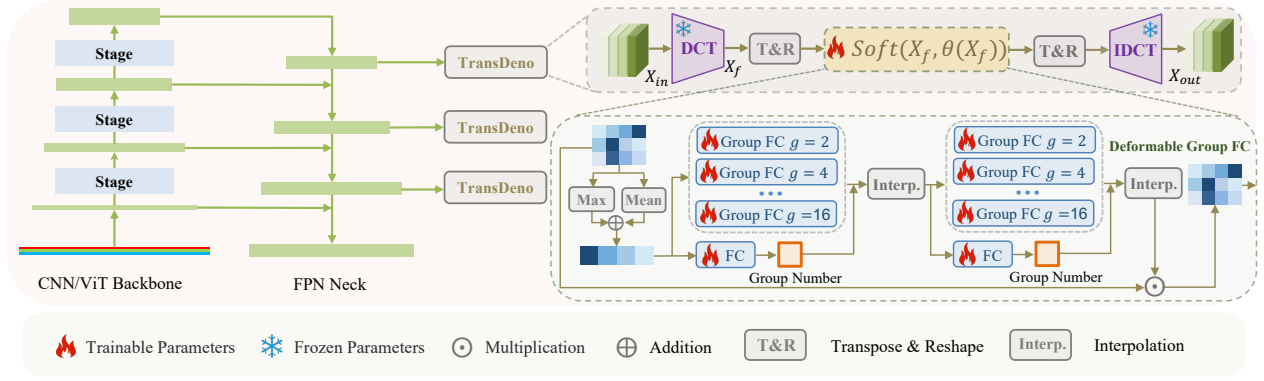 Stage
Stage
Stage
CNN/ViT Backbone
FPN Neck
TransDeno
TransDeno
TransDeno
X_in
DCT
X_f
T&R
Soft(X_f, θ(X_f))
T&R
IDCT
X_out
Max
Mean
Group FC g = 2
Group FC g = 4
•••
Group FC g = 16
FC
Group Number
Interp.
Group FC g = 2
Group FC g = 4
•••
Group FC g = 16
FC
Group Number
Deformable Group FC
Interp.
Trainable Parameters
Frozen Parameters
Multiplication
Addition
T&R
Transpose & Reshape
Interp.
Interpolation